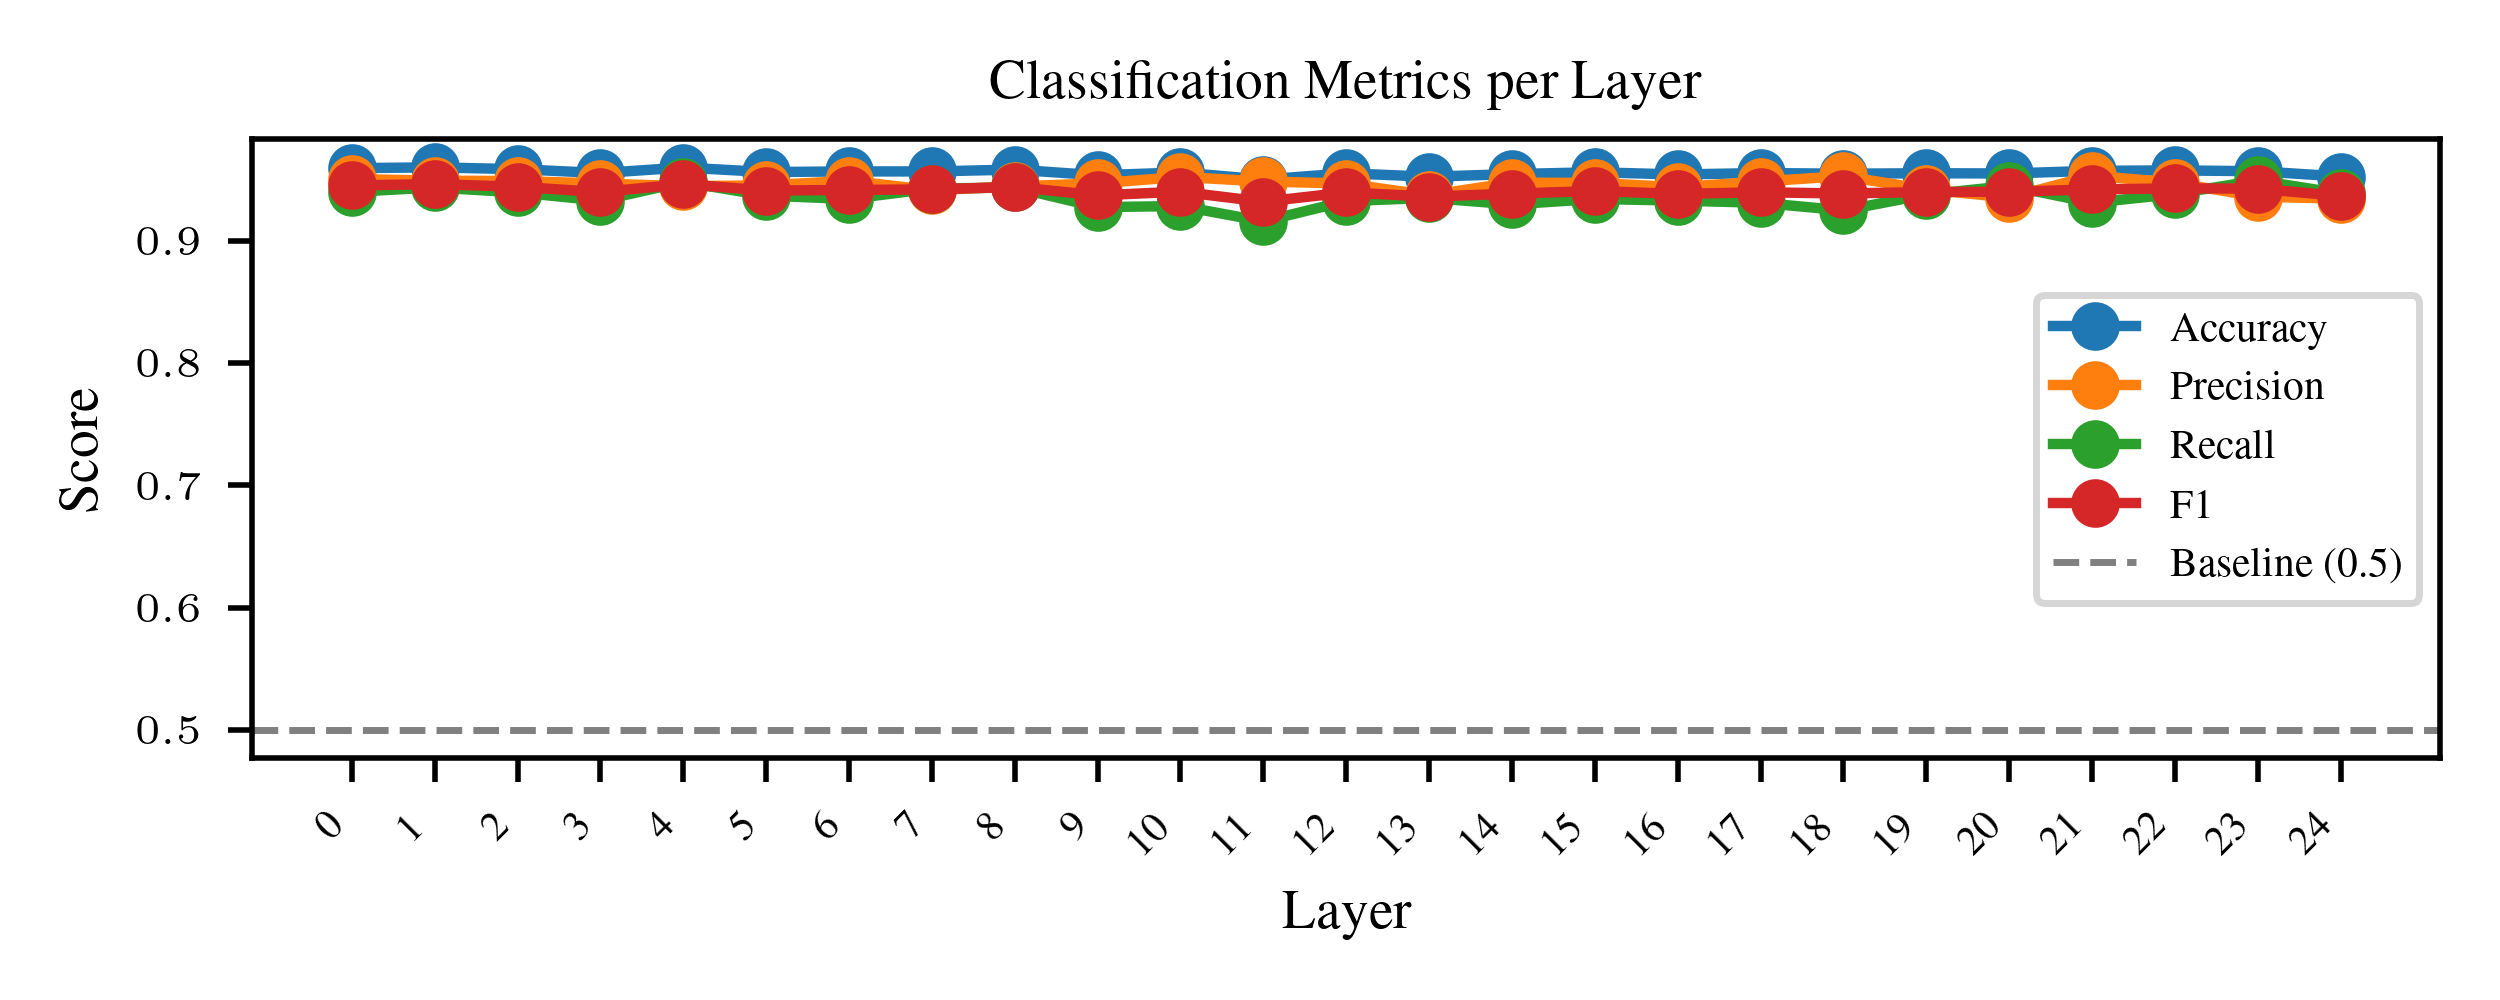 Classification Metrics per Layer
Score
0.9
0.8
0.7
0.6
0.5
Accuracy
Precision
Recall
F1
Baseline (0.5)
0 1 2 3 4 5 6 7 8 9 10 11 12 13 14 15 16 17 18 19 20 21 22 23 24
Layer